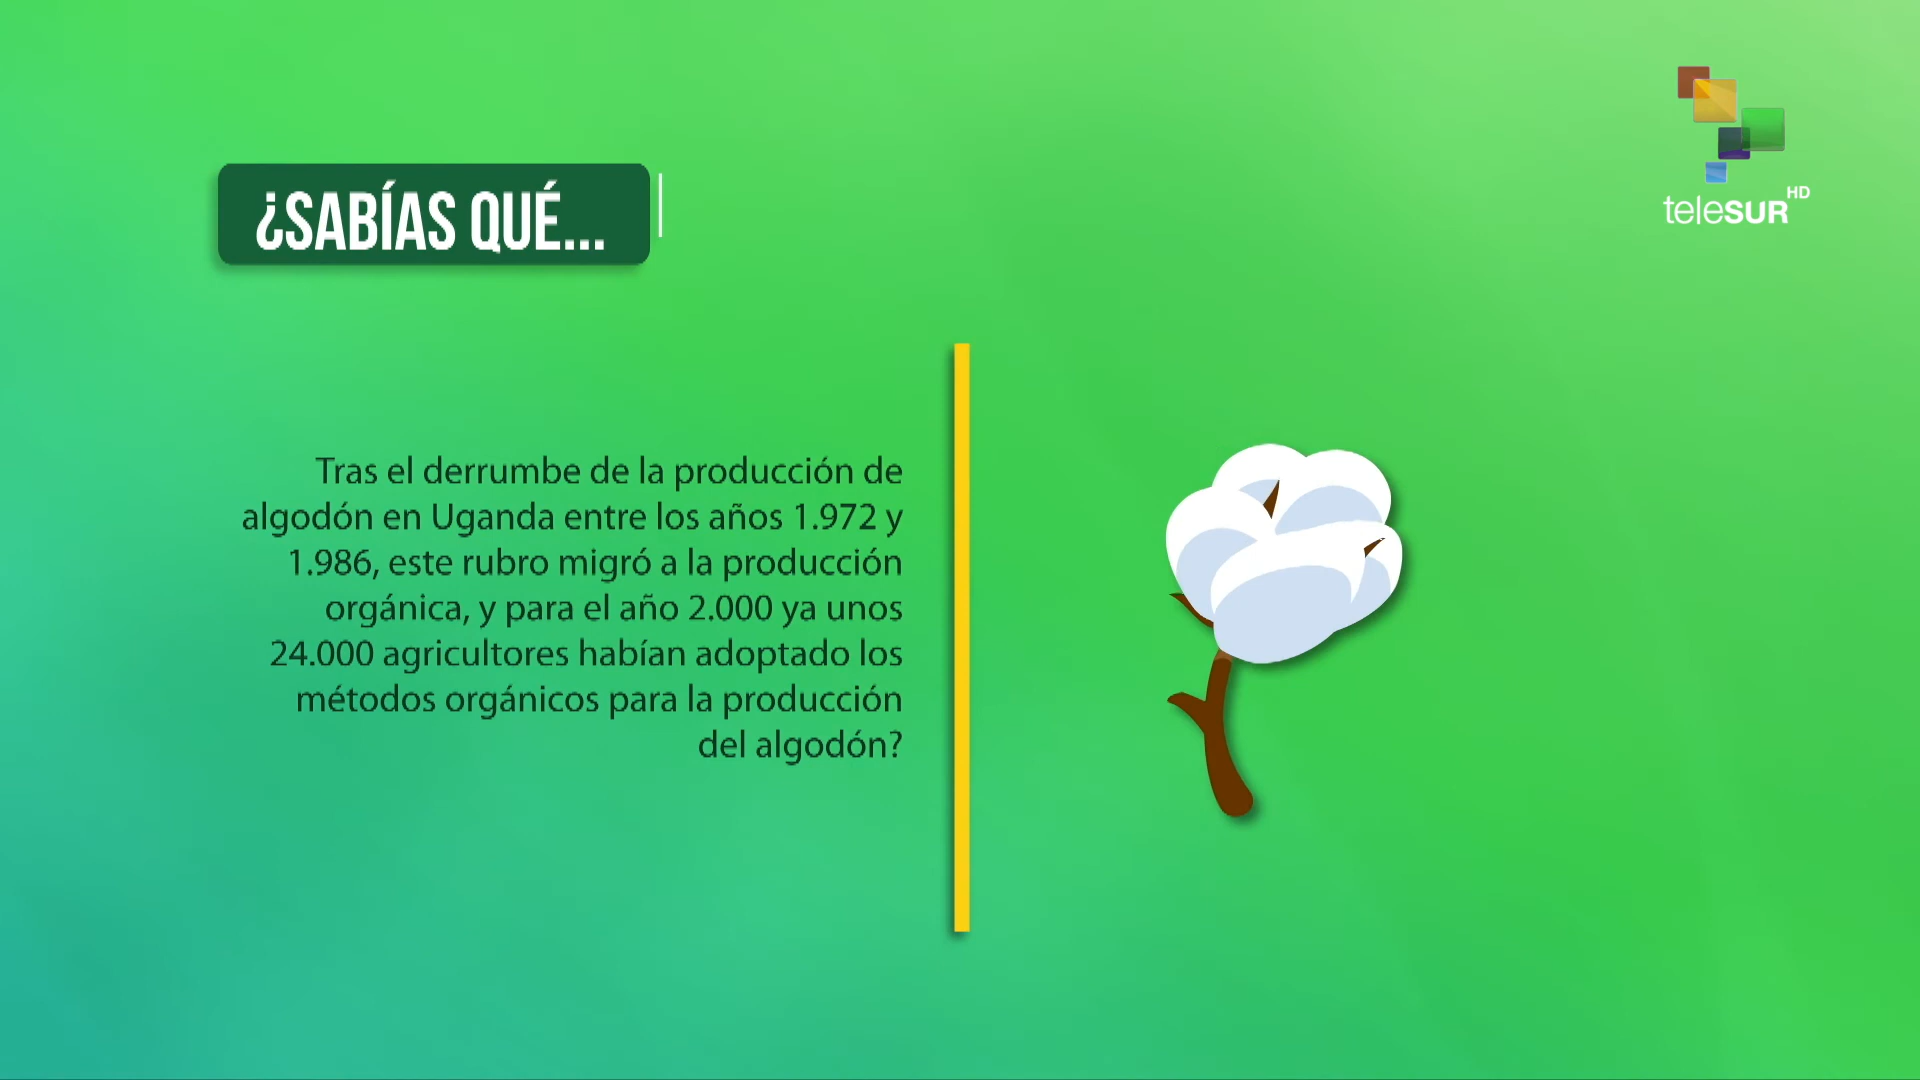 ¿SABÍAS QUÉ...
teleSUR HD
Tras el derrumbe de la producción de
algodón en Uganda entre los años 1.972 y
1.986, este rubro migró a la producción
orgánica, y para el año 2.000 ya unos
24.000 agricultores habían adoptado los
métodos orgánicos para la producción
del algodón?